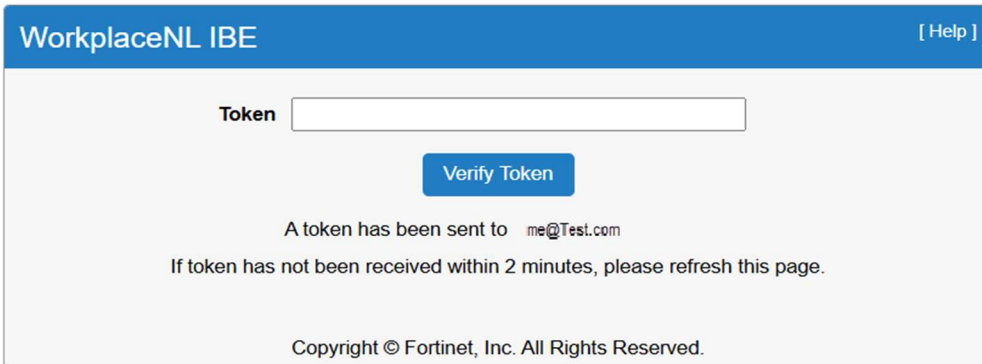 WorkplaceNL IBE [ Help ]
Token
Verify Token
A token has been sent to me@Test.com
If token has not been received within 2 minutes, please refresh this page.
Copyright © Fortinet, Inc. All Rights Reserved.